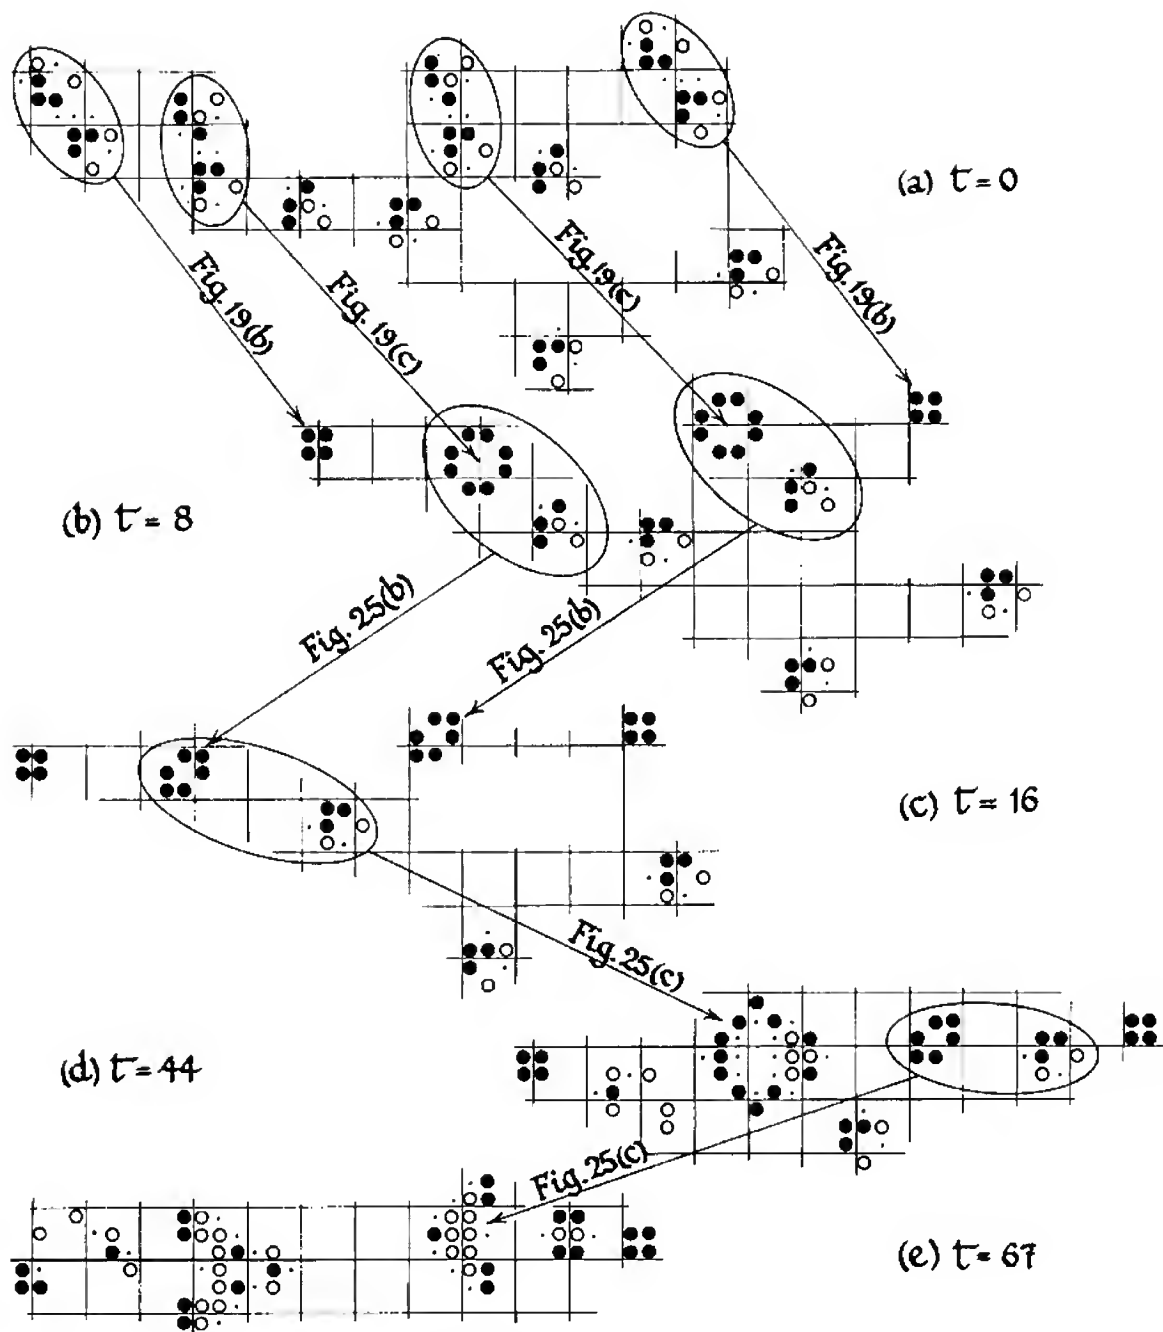 (a) t=0
Fig. 19(b)
Fig. 19(c)
Fig. 19(c)
Fig. 19(b)
(b) t=8
Fig. 25(b)
Fig. 25(b)
(c) t=16
Fig. 25(c)
(d) t=44
Fig. 25(c)
(e) t=67